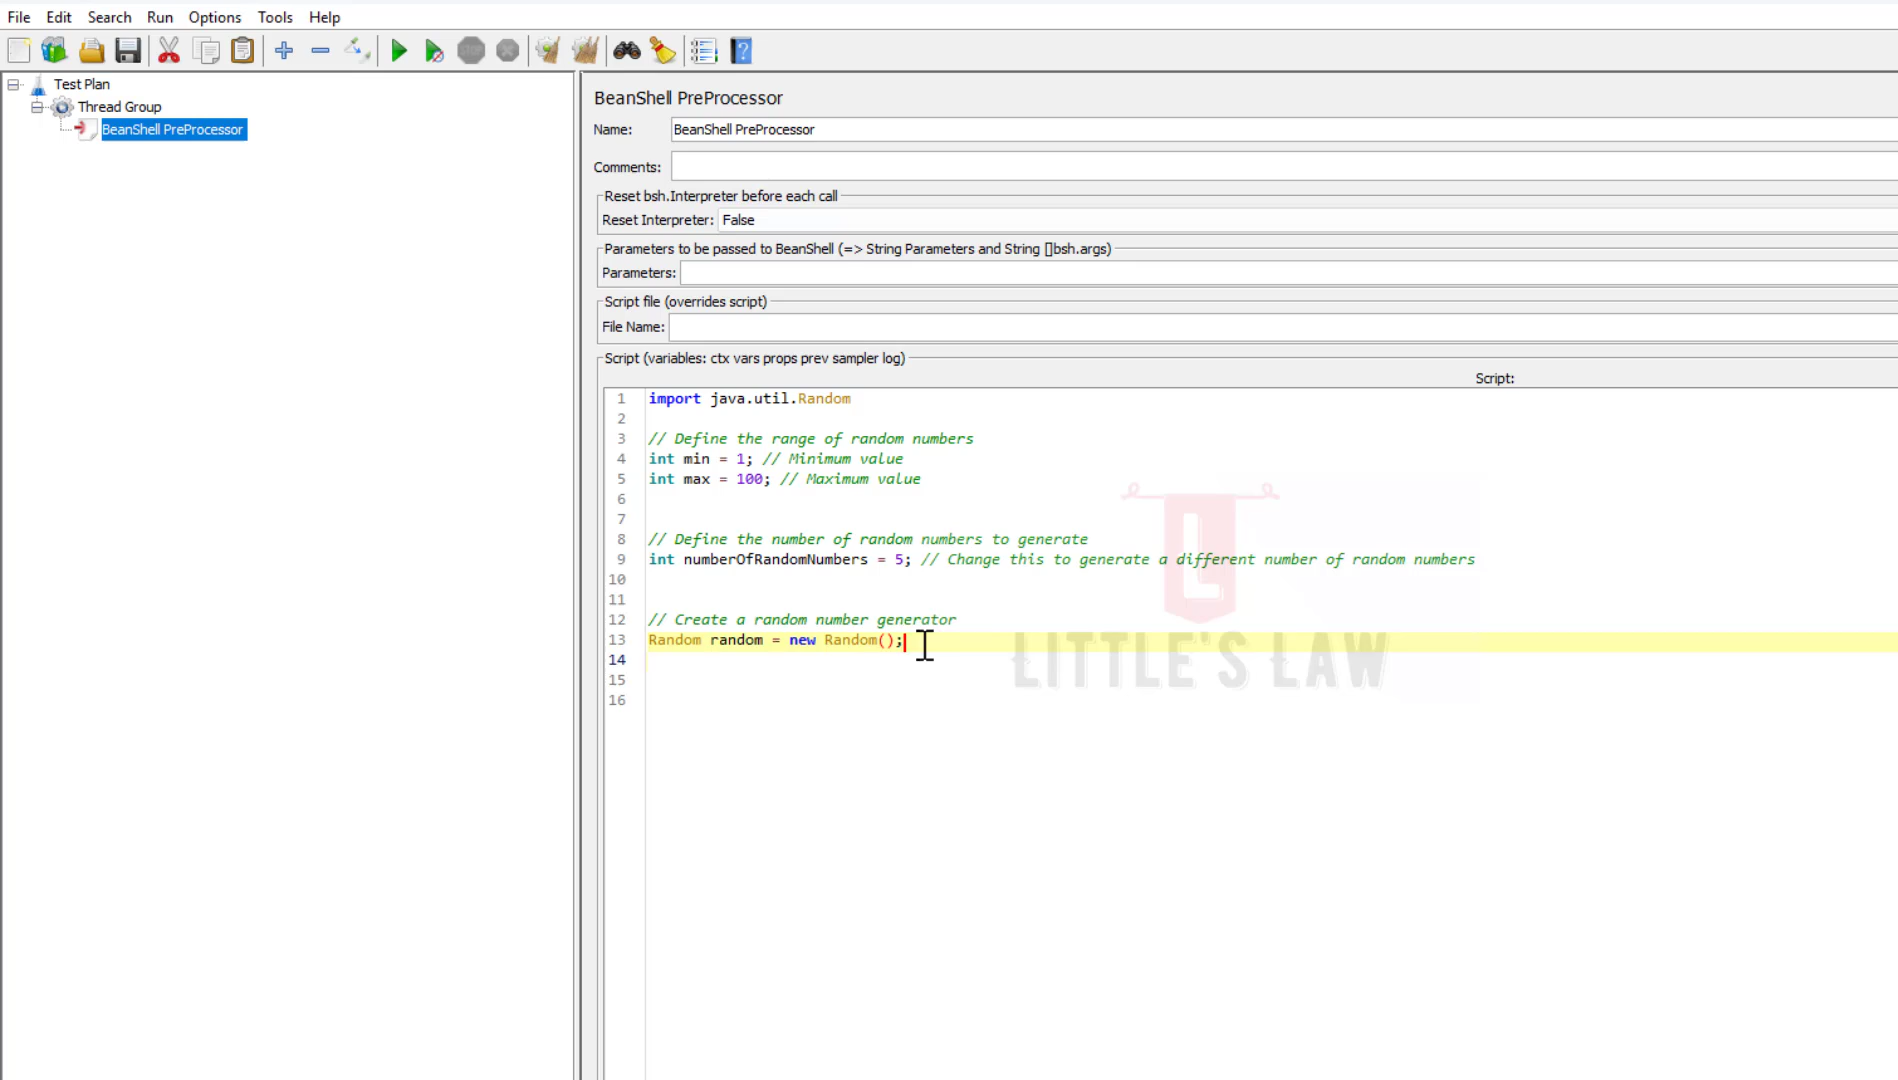 File Edit Search Run Options Tools Help
STOP
Test Plan
Thread Group
BeanShell PreProcessor
BeanShell PreProcessor
Name: BeanShell PreProcessor
Comments:
Reset bsh.Interpreter before each call
Reset Interpreter: False
Parameters to be passed to BeanShell (=> String Parameters and String []bsh.args)
Parameters:
Script file (overrides script)
File Name:
Script (variables: ctx vars props prev sampler log)
Script:
1 import java.util.Random
2
3 // Define the range of random numbers
4 int min = 1; // Minimum value
5 int max = 100; // Maximum value
6
7
8 // Define the number of random numbers to generate
9 int numberOfRandomNumbers = 5; // Change this to generate a different number of random numbers
10
11
12 // Create a random number generator
13 Random random = new Random();
14
15
16
L
LITTLE'S LAW